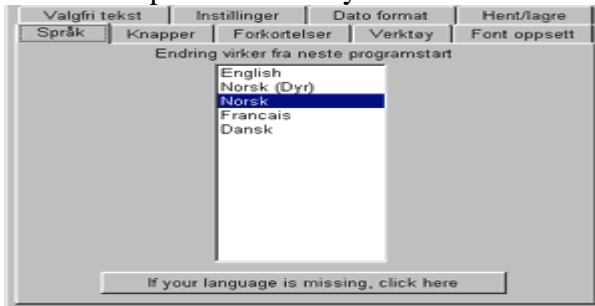 Valgfri tekst Instillinger Dato format Hent/lagre
Språk Knapper Forkortelser Verktøy Font oppsett
Endring virker fra neste programstart
English
Norsk (Dyr)
Norsk
Francais
Dansk
If your language is missing, click here